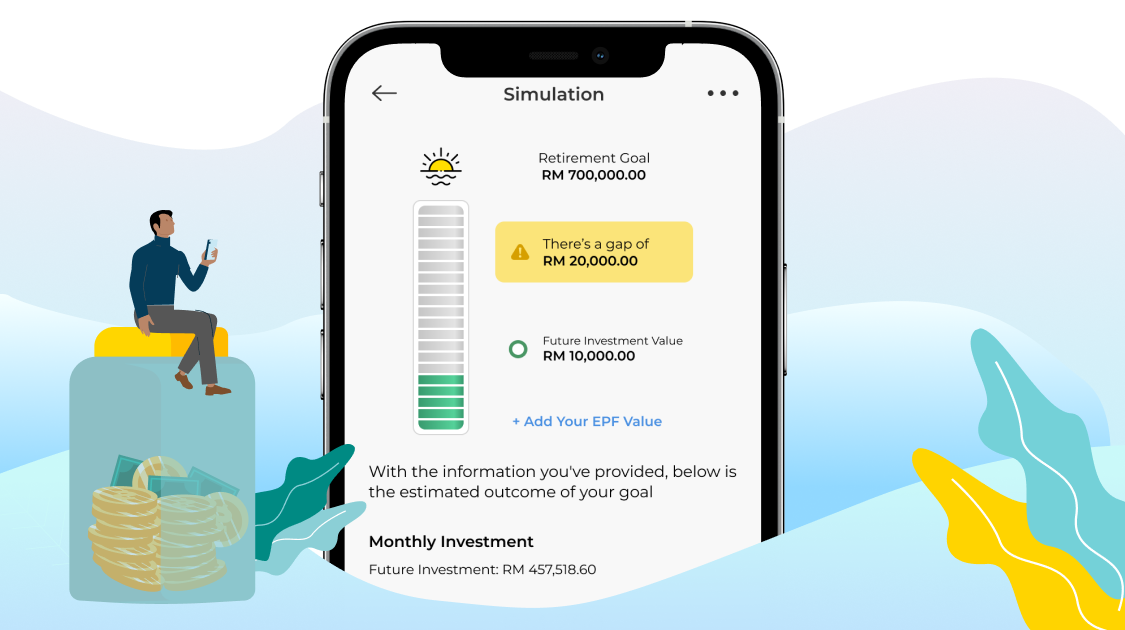 Simulation
Retirement Goal
RM 700,000.00
There's a gap of
RM 20,000.00
Future Investment Value
RM 10,000.00
+ Add Your EPF Value
With the information you've provided, below is
the estimated outcome of your goal
Monthly Investment
Future Investment: RM 457,518.60